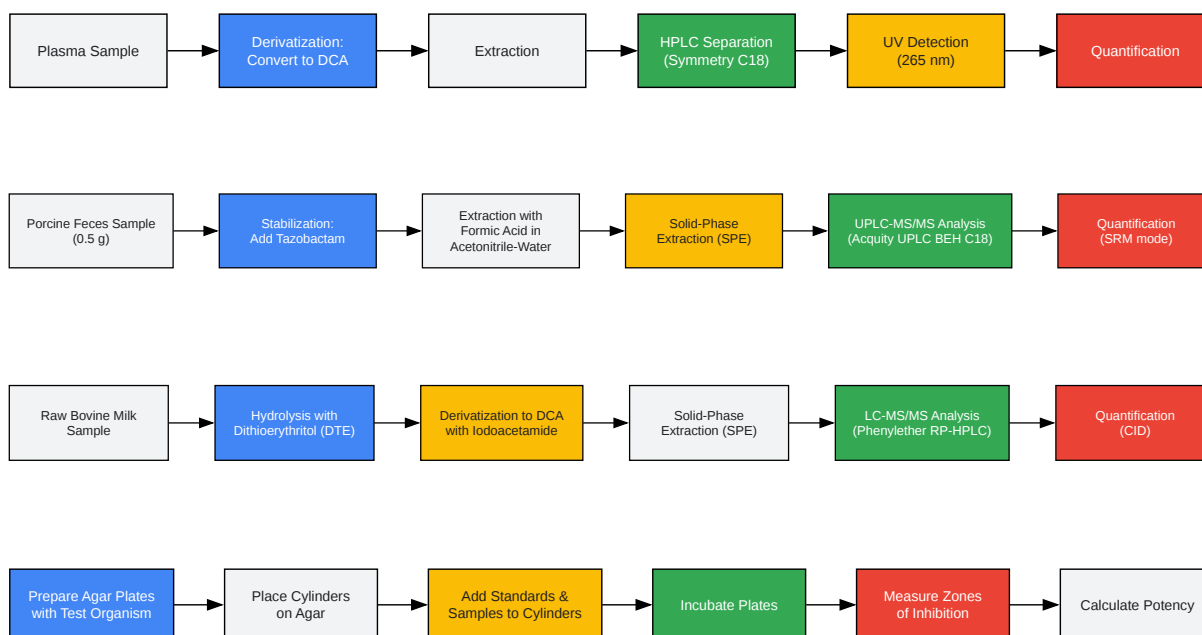 Plasma Sample
Derivatization:
Convert to DCA
Extraction
HPLC Separation
(Symmetry C18)
UV Detection
(265 nm)
Quantification
Porcine Feces Sample
(0.5 g)
Stabilization:
Add Tazobactam
Extraction with
Formic Acid in
Acetonitrile-Water
Solid-Phase
Extraction (SPE)
UPLC-MS/MS Analysis
(Acquity UPLC BEH C18)
Quantification
(SRM mode)
Raw Bovine Milk
Sample
Hydrolysis with
Dithioerythritol (DTE)
Derivatization to DCA
with Iodoacetamide
Solid-Phase
Extraction (SPE)
LC-MS/MS Analysis
(Phenylether RP-HPLC)
Quantification
(CID)
Prepare Agar Plates
with Test Organism
Place Cylinders
on Agar
Add Standards &
Samples to Cylinders
Incubate Plates
Measure Zones
of Inhibition
Calculate Potency